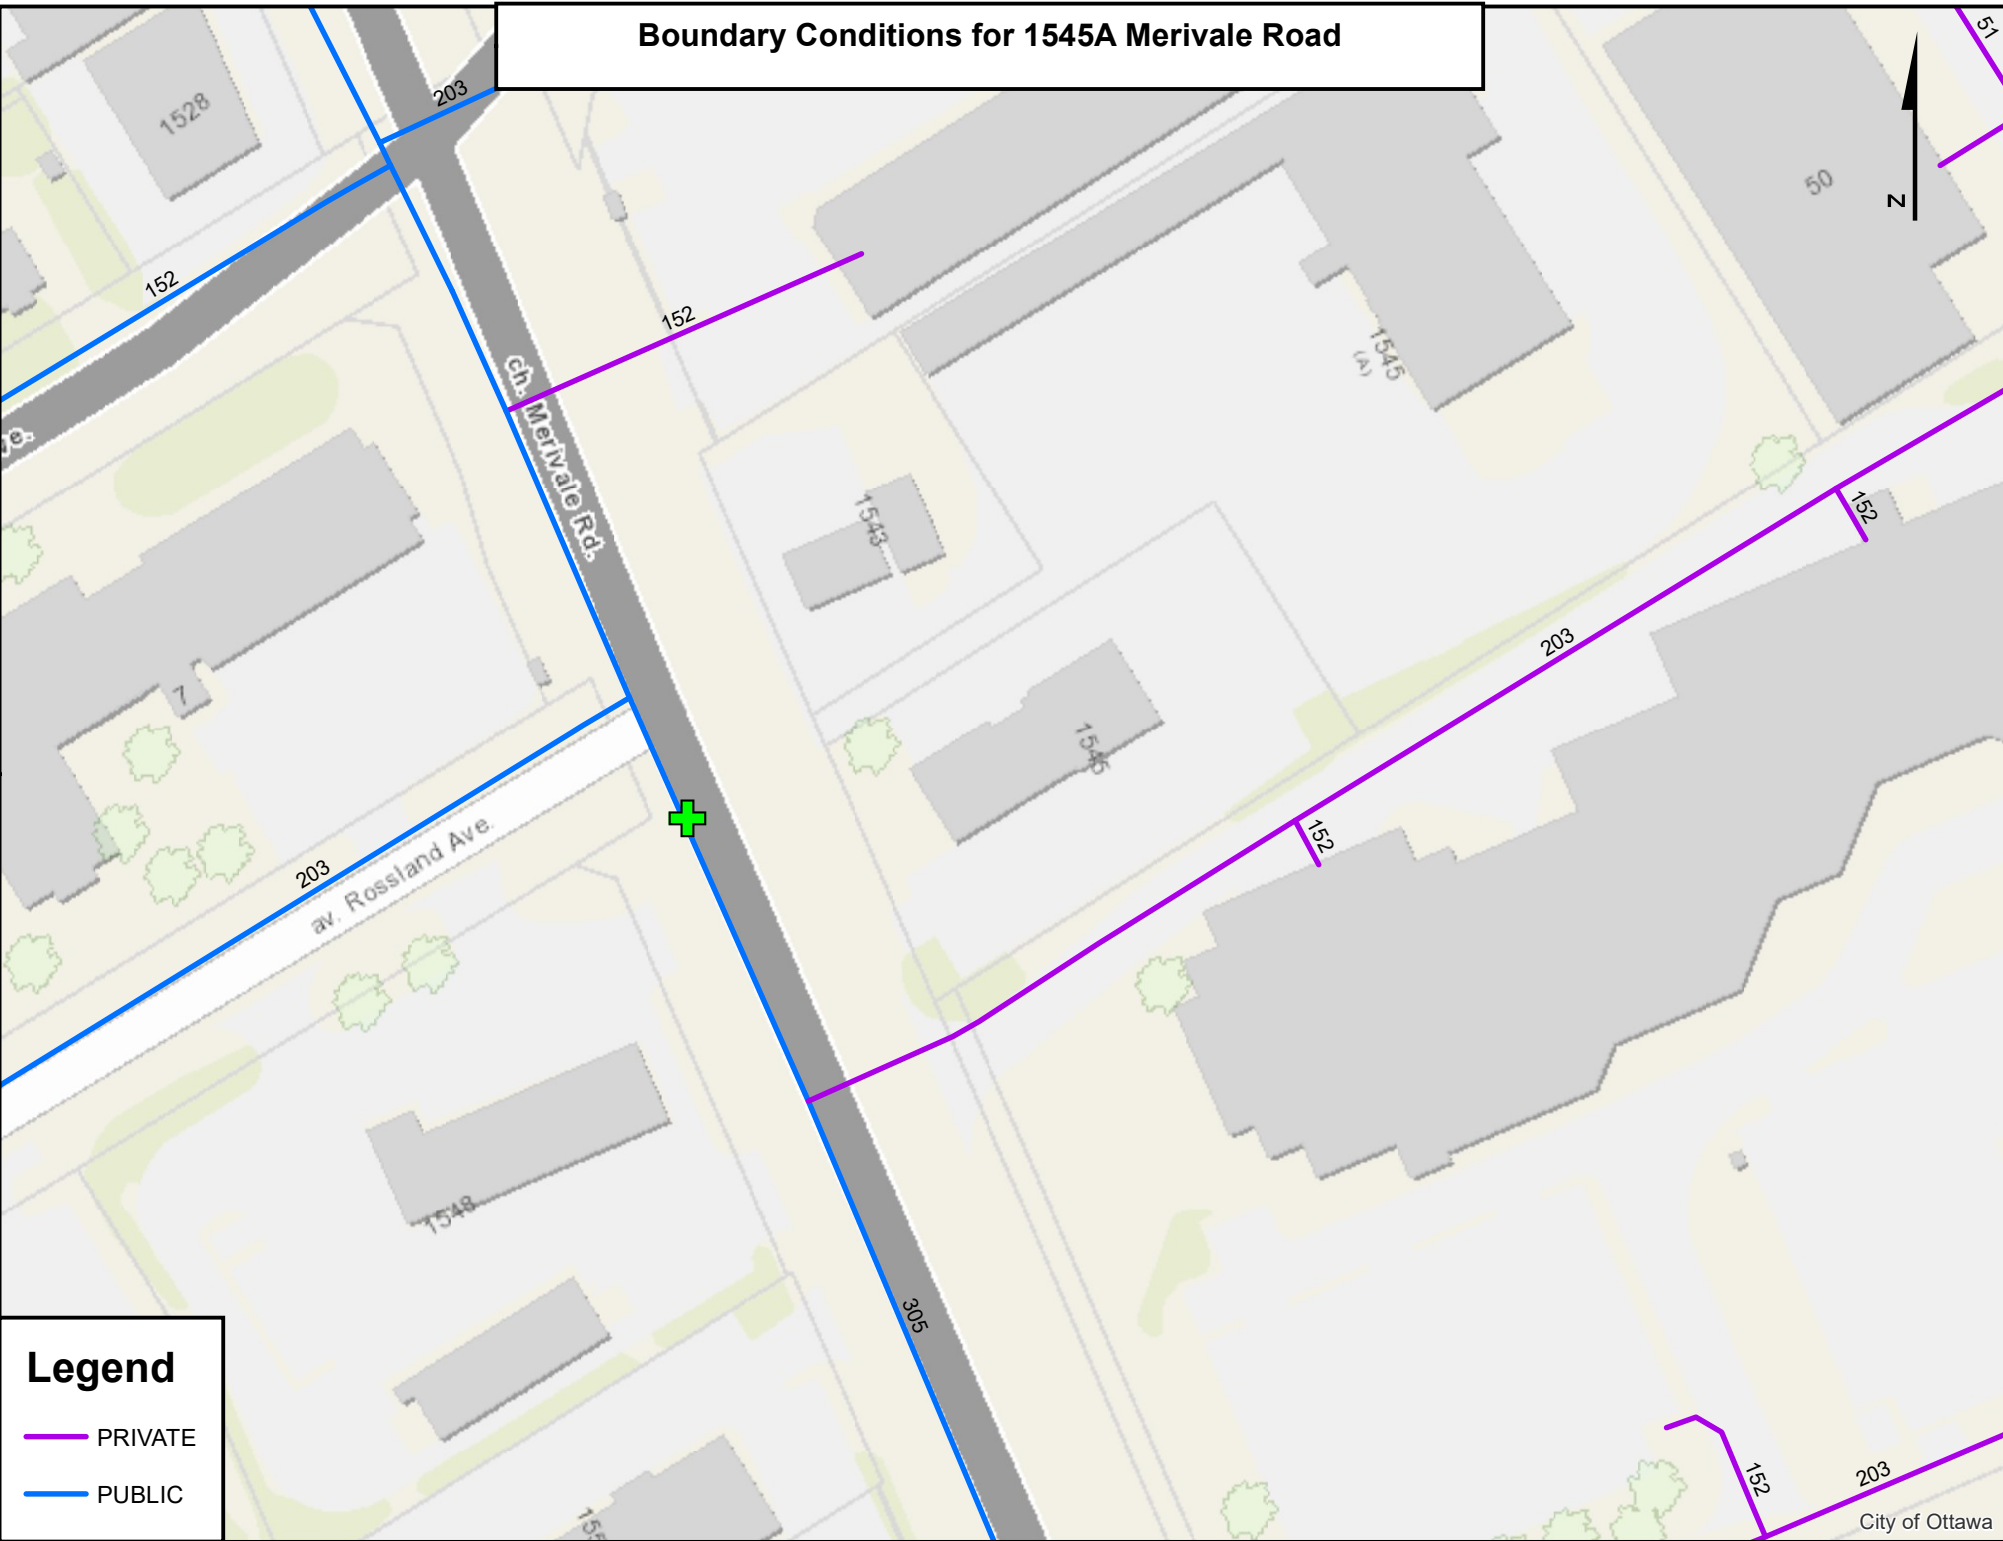 Boundary Conditions for 1545A Merivale Road
51
203
1528
50
N
152
152
ch. Merivale Rd.
1545
(A)
ve.
1543
152
203
7
1545
152
203
av. Rossland Ave.
1548
305
Legend
PRIVATE
PUBLIC
152
203
City of Ottawa